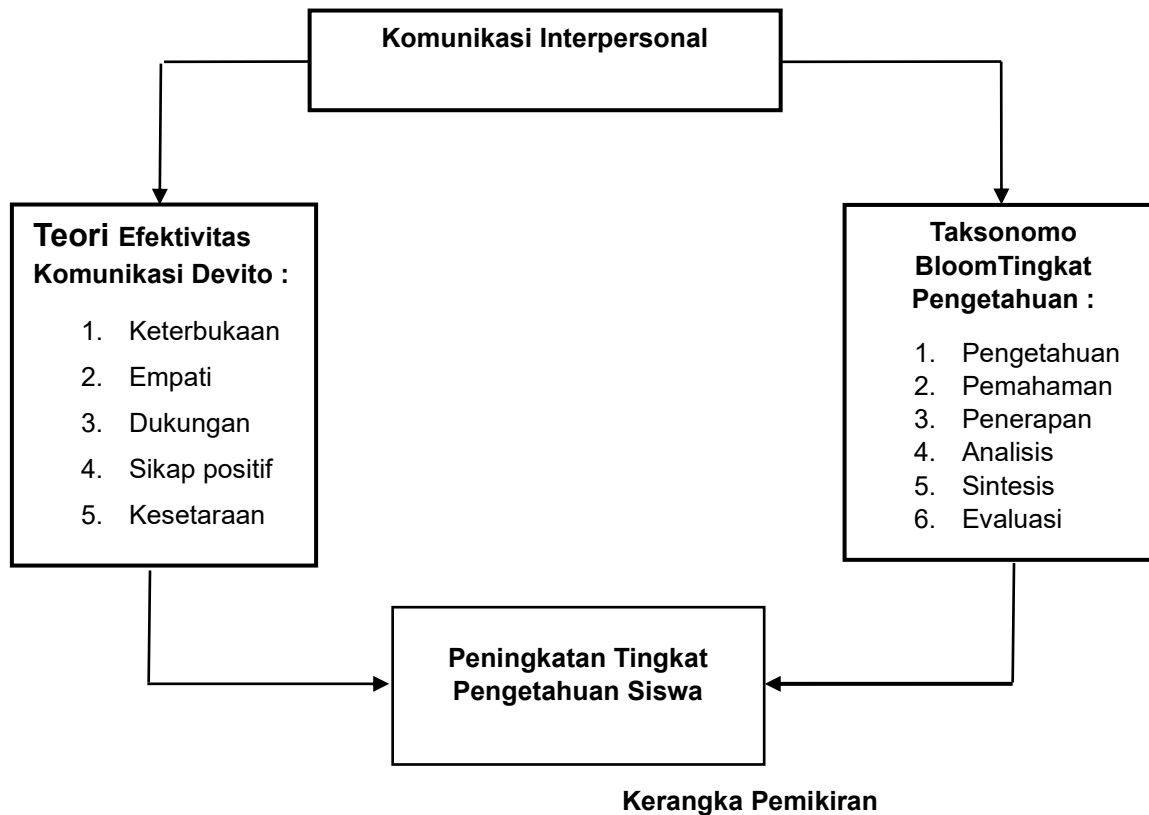 Komunikasi Interpersonal
Teori Efektivitas
Komunikasi Devito :
1. Keterbukaan
2. Empati
3. Dukungan
4. Sikap positif
5. Kesetaraan
Taksonomo
BloomTingkat
Pengetahuan :
1. Pengetahuan
2. Pemahaman
3. Penerapan
4. Analisis
5. Sintesis
6. Evaluasi
Peningkatan Tingkat
Pengetahuan Siswa
Kerangka Pemikiran